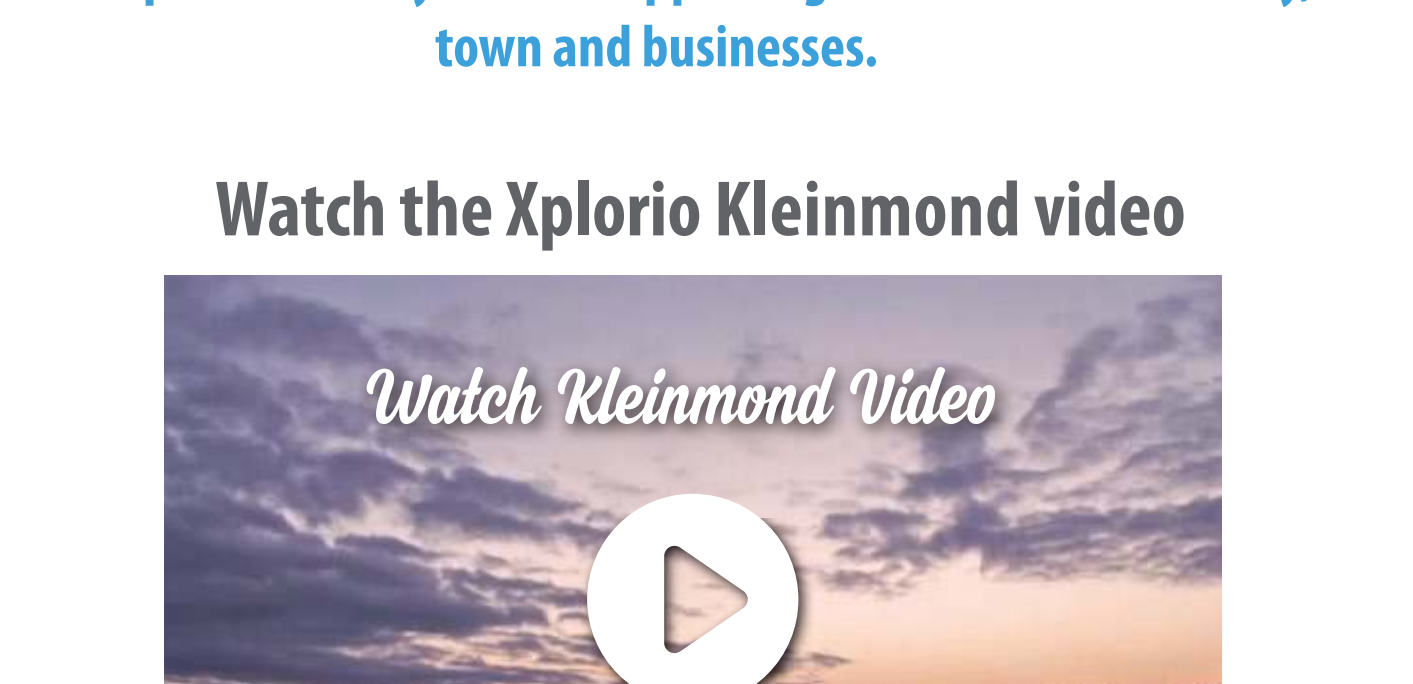 town and businesses.
Watch the Xplorio Kleinmond video
Watch Kleinmond Video